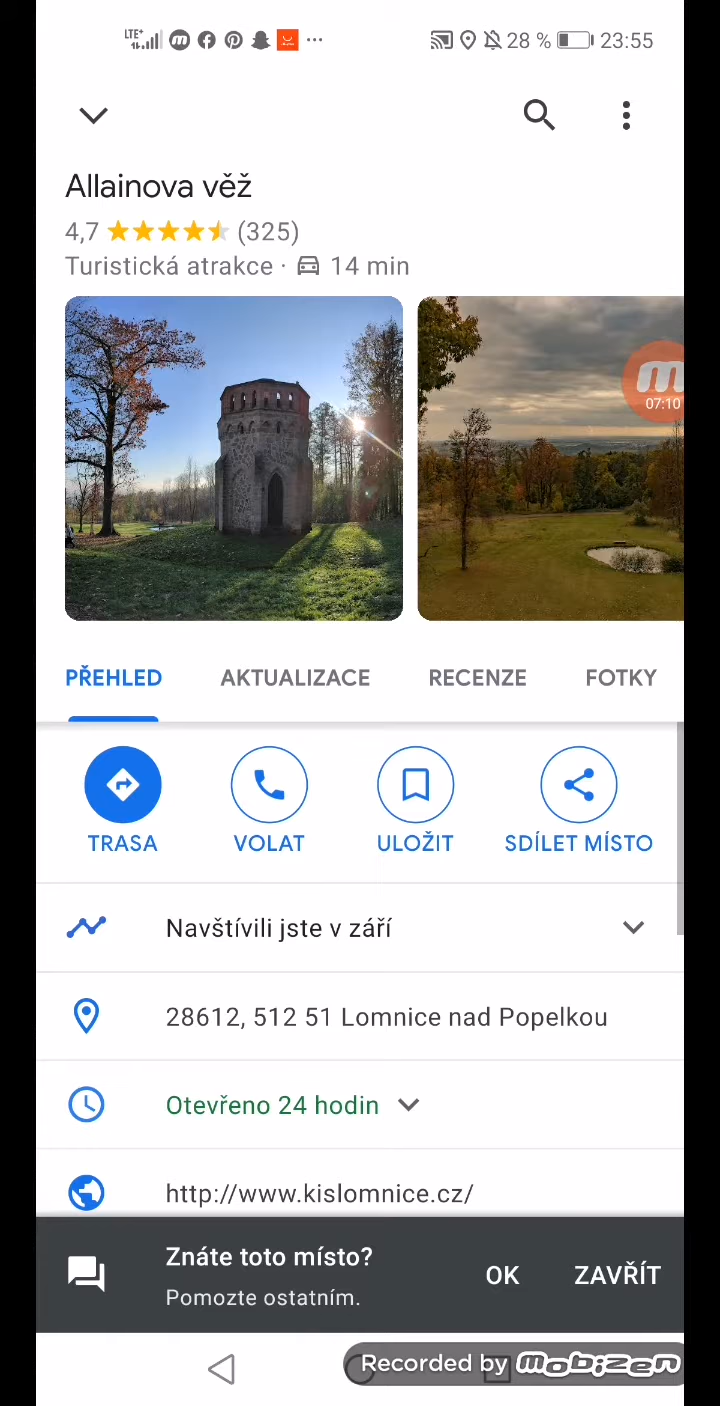 LTE+ 28 % 23:55
Allainova věž
4,7 (325)
Turistická atrakce · 14 min
07:10
PŘEHLED AKTUALIZACE RECENZE FOTKY
TRASA VOLAT ULOŽIT SDÍLET MÍSTO
Navštívili jste v září
28612, 512 51 Lomnice nad Popelkou
Otevřeno 24 hodin
http://www.kislomnice.cz/
Znáte toto místo?
OK ZAVŘÍT
Pomozte ostatním.
Recorded by mobizen